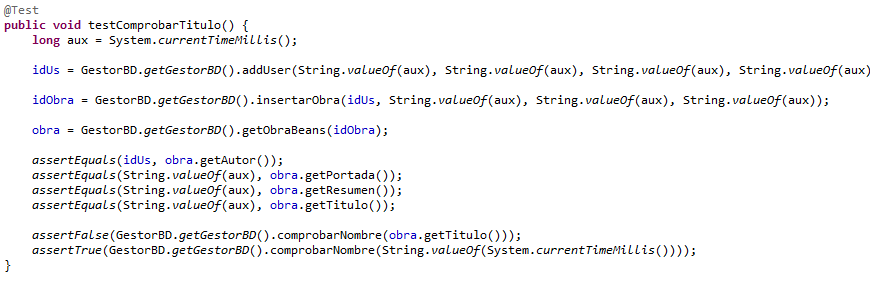 @Test
public void testComprobarTitulo() {
long aux = System.currentTimeMillis();
idUs = GestorBD.getGestorBD().addUser(String.valueOf(aux), String.valueOf(aux), String.valueOf(aux), String.valueOf(aux)
idObra = GestorBD.getGestorBD().insertarObra(idUs, String.valueOf(aux), String.valueOf(aux), String.valueOf(aux));
obra = GestorBD.getGestorBD().getObraBeans(idObra);
assertEquals(idUs, obra.getAutor());
assertEquals(String.valueOf(aux), obra.getPortada());
assertEquals(String.valueOf(aux), obra.getResumen());
assertEquals(String.valueOf(aux), obra.getTitulo());
assertFalse(GestorBD.getGestorBD().comprobarNombre(obra.getTitulo()));
assertTrue(GestorBD.getGestorBD().comprobarNombre(String.valueOf(System.currentTimeMillis())));
}